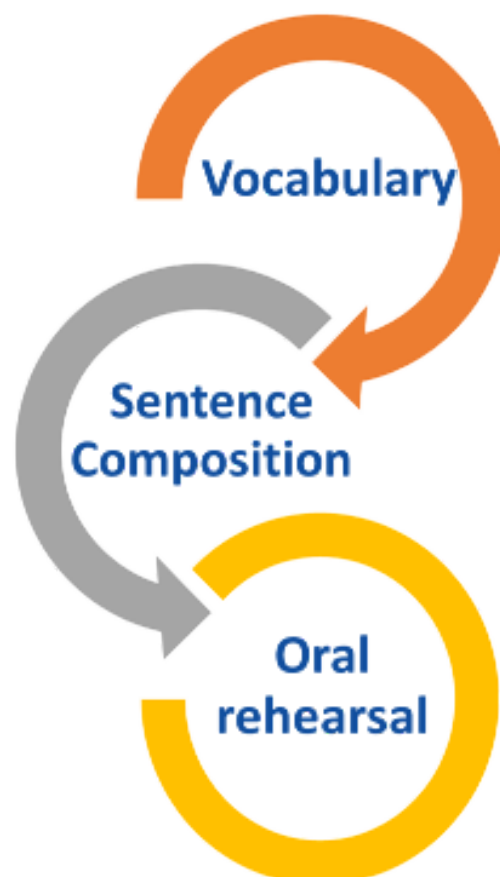 Vocabulary
Sentence
Composition
Oral
rehearsal